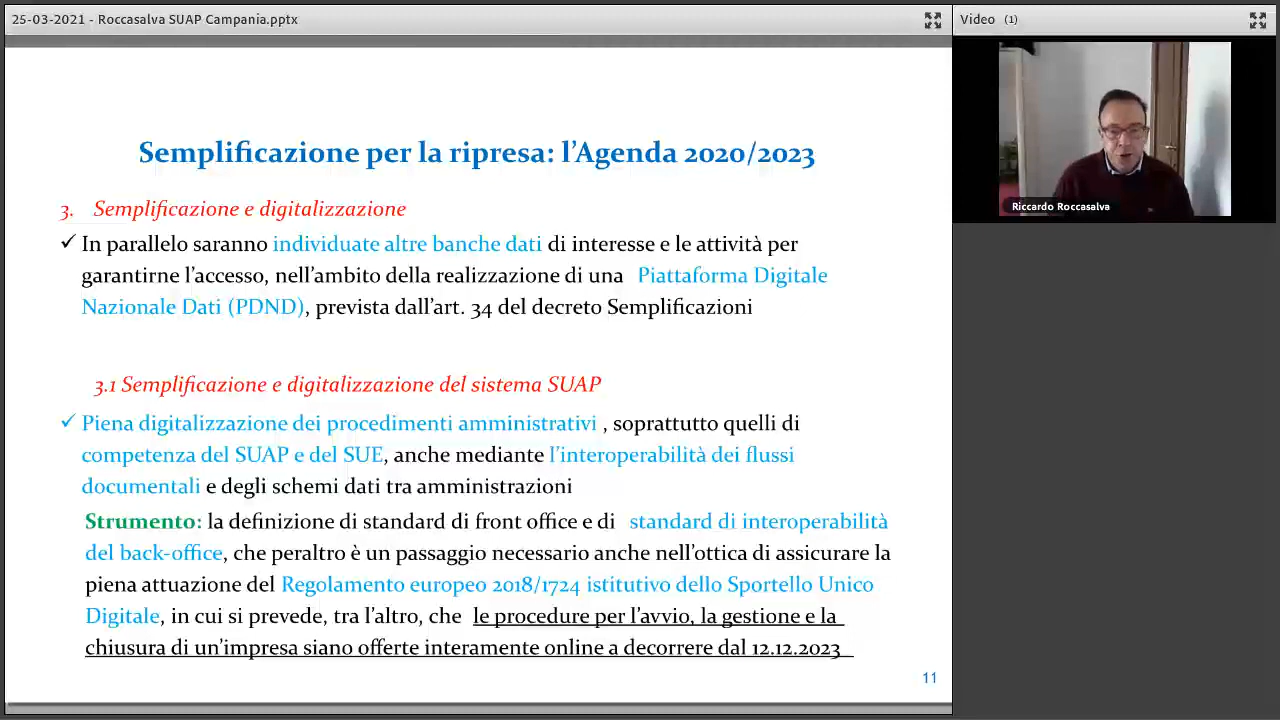 25-03-2021 - Roccasalva SUAP Campania.pptx
Video (1)
Riccardo Roccasalva
Semplificazione per la ripresa: l'Agenda 2020/2023
3. Semplificazione e digitalizzazione
✓ In parallelo saranno individuate altre banche dati di interesse e le attività per
garantirne l'accesso, nell'ambito della realizzazione di una Piattaforma Digitale
Nazionale Dati (PDND), prevista dall'art. 34 del decreto Semplificazioni
3.1 Semplificazione e digitalizzazione del sistema SUAP
✓ Piena digitalizzazione dei procedimenti amministrativi , soprattutto quelli di
competenza del SUAP e del SUE, anche mediante l'interoperabilità dei flussi
documentali e degli schemi dati tra amministrazioni
Strumento: la definizione di standard di front office e di standard di interoperabilità
del back-office, che peraltro è un passaggio necessario anche nell'ottica di assicurare la
piena attuazione del Regolamento europeo 2018/1724 istitutivo dello Sportello Unico
Digitale, in cui si prevede, tra l'altro, che le procedure per l'avvio, la gestione e la
chiusura di un'impresa siano offerte interamente online a decorrere dal 12.12.2023
11